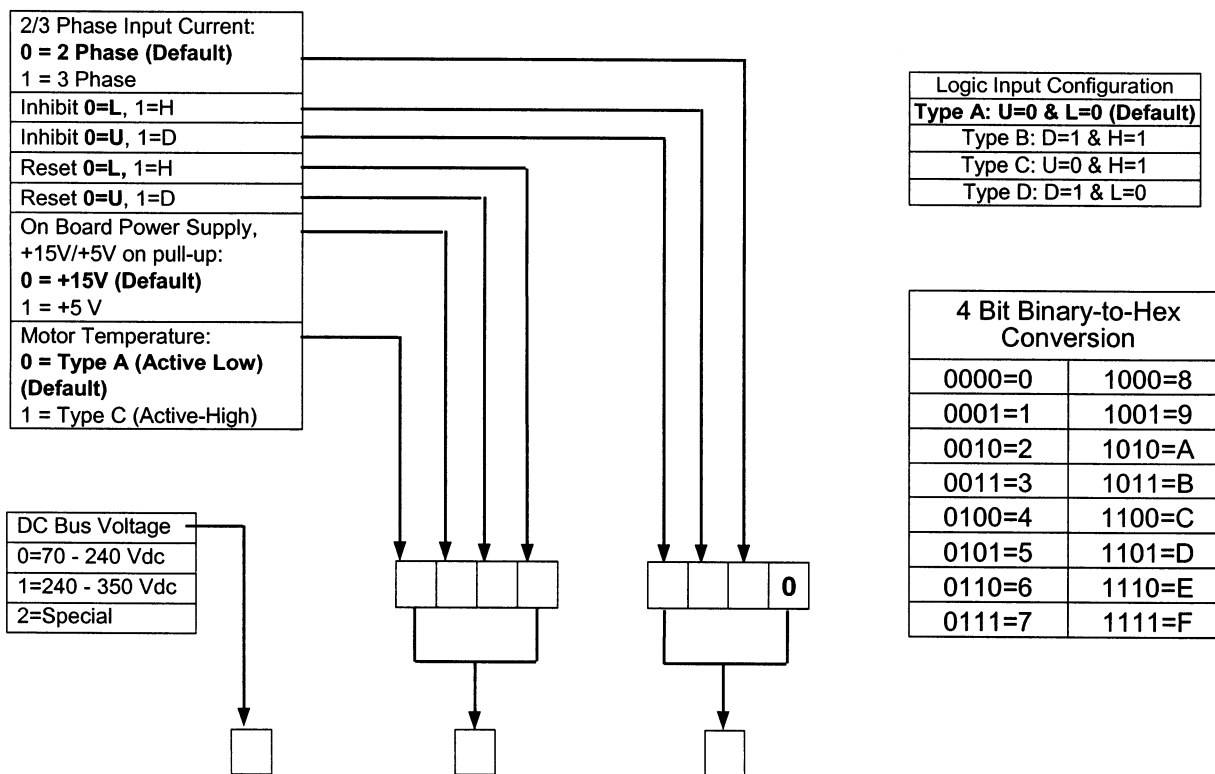 2/3 Phase Input Current:
0 = 2 Phase (Default)
1 = 3 Phase
Inhibit 0=L, 1=H
Inhibit 0=U, 1=D
Reset 0=L, 1=H
Reset 0=U, 1=D
On Board Power Supply,
+15V/+5V on pull-up:
0 = +15V (Default)
1 = +5 V
Motor Temperature:
0 = Type A (Active Low)
(Default)
1 = Type C (Active-High)
Logic Input Configuration
Type A: U=0 & L=0 (Default)
Type B: D=1 & H=1
Type C: U=0 & H=1
Type D: D=1 & L=0
4 Bit Binary-to-Hex
Conversion
0000=0 1000=8
0001=1 1001=9
0010=2 1010=A
0011=3 1011=B
0100=4 1100=C
0101=5 1101=D
0110=6 1110=E
0111=7 1111=F
DC Bus Voltage
0=70 - 240 Vdc
1=240 - 350 Vdc
2=Special
0